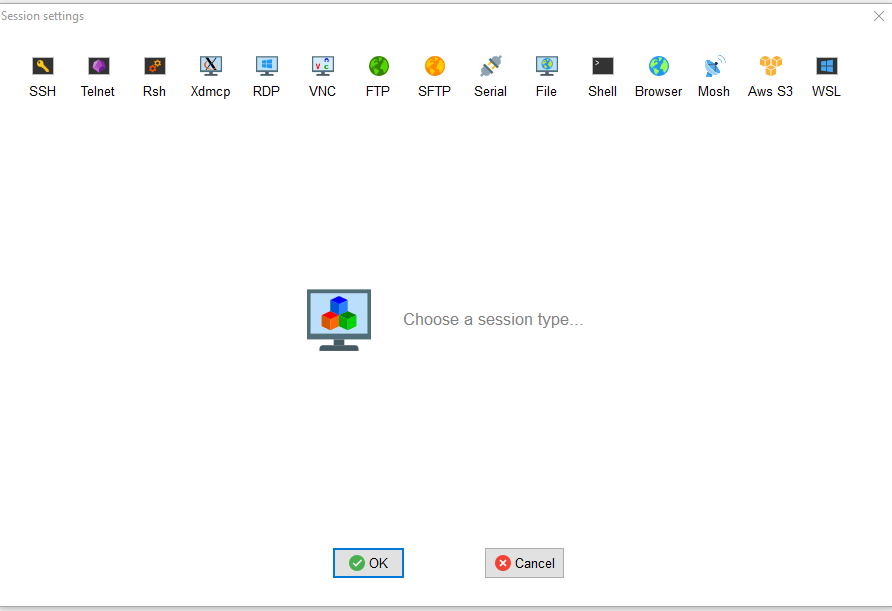 Session settings
SSH Telnet Rsh Xdmcp RDP VNC FTP SFTP Serial File Shell Browser Mosh Aws S3 WSL
Choose a session type...
OK Cancel